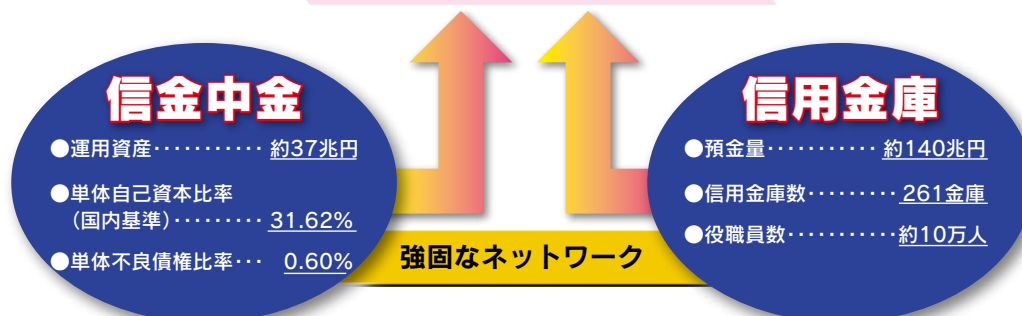 信金中金
●運用資産・・・・・・・・・・・ 約37兆円
●単体自己資本比率
(国内基準)・・・・・・・・・ 31.62%
●単体不良債権比率・・・ 0.60%
強固なネットワーク
信用金庫
●預金量・・・・・・・・・・・ 約140兆円
●信用金庫数・・・・・・・・・ 261金庫
●役職員数・・・・・・・・・・・約10万人